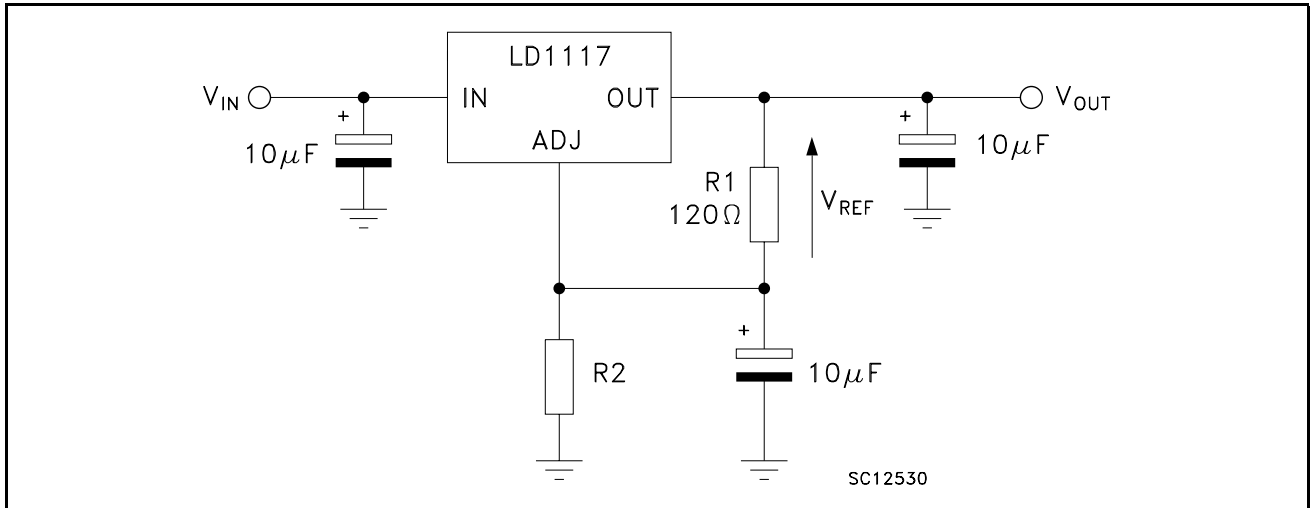 LD1117
V_IN
IN
OUT
V_OUT
+
10μF
ADJ
+
10μF
R1
120Ω
V_REF
+
R2
10μF
SC12530